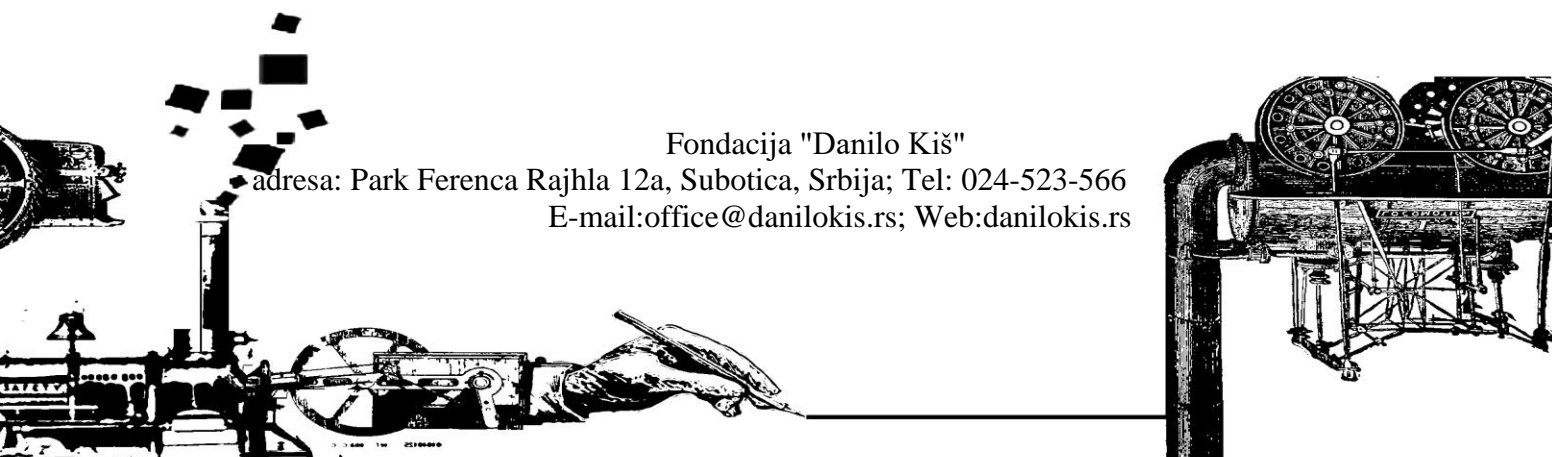 Fondacija "Danilo Kiš"
adresa: Park Ferenca Rajhla 12a, Subotica, Srbija; Tel: 024-523-566
E-mail:office@danilokis.rs; Web:danilokis.rs
SAFETY